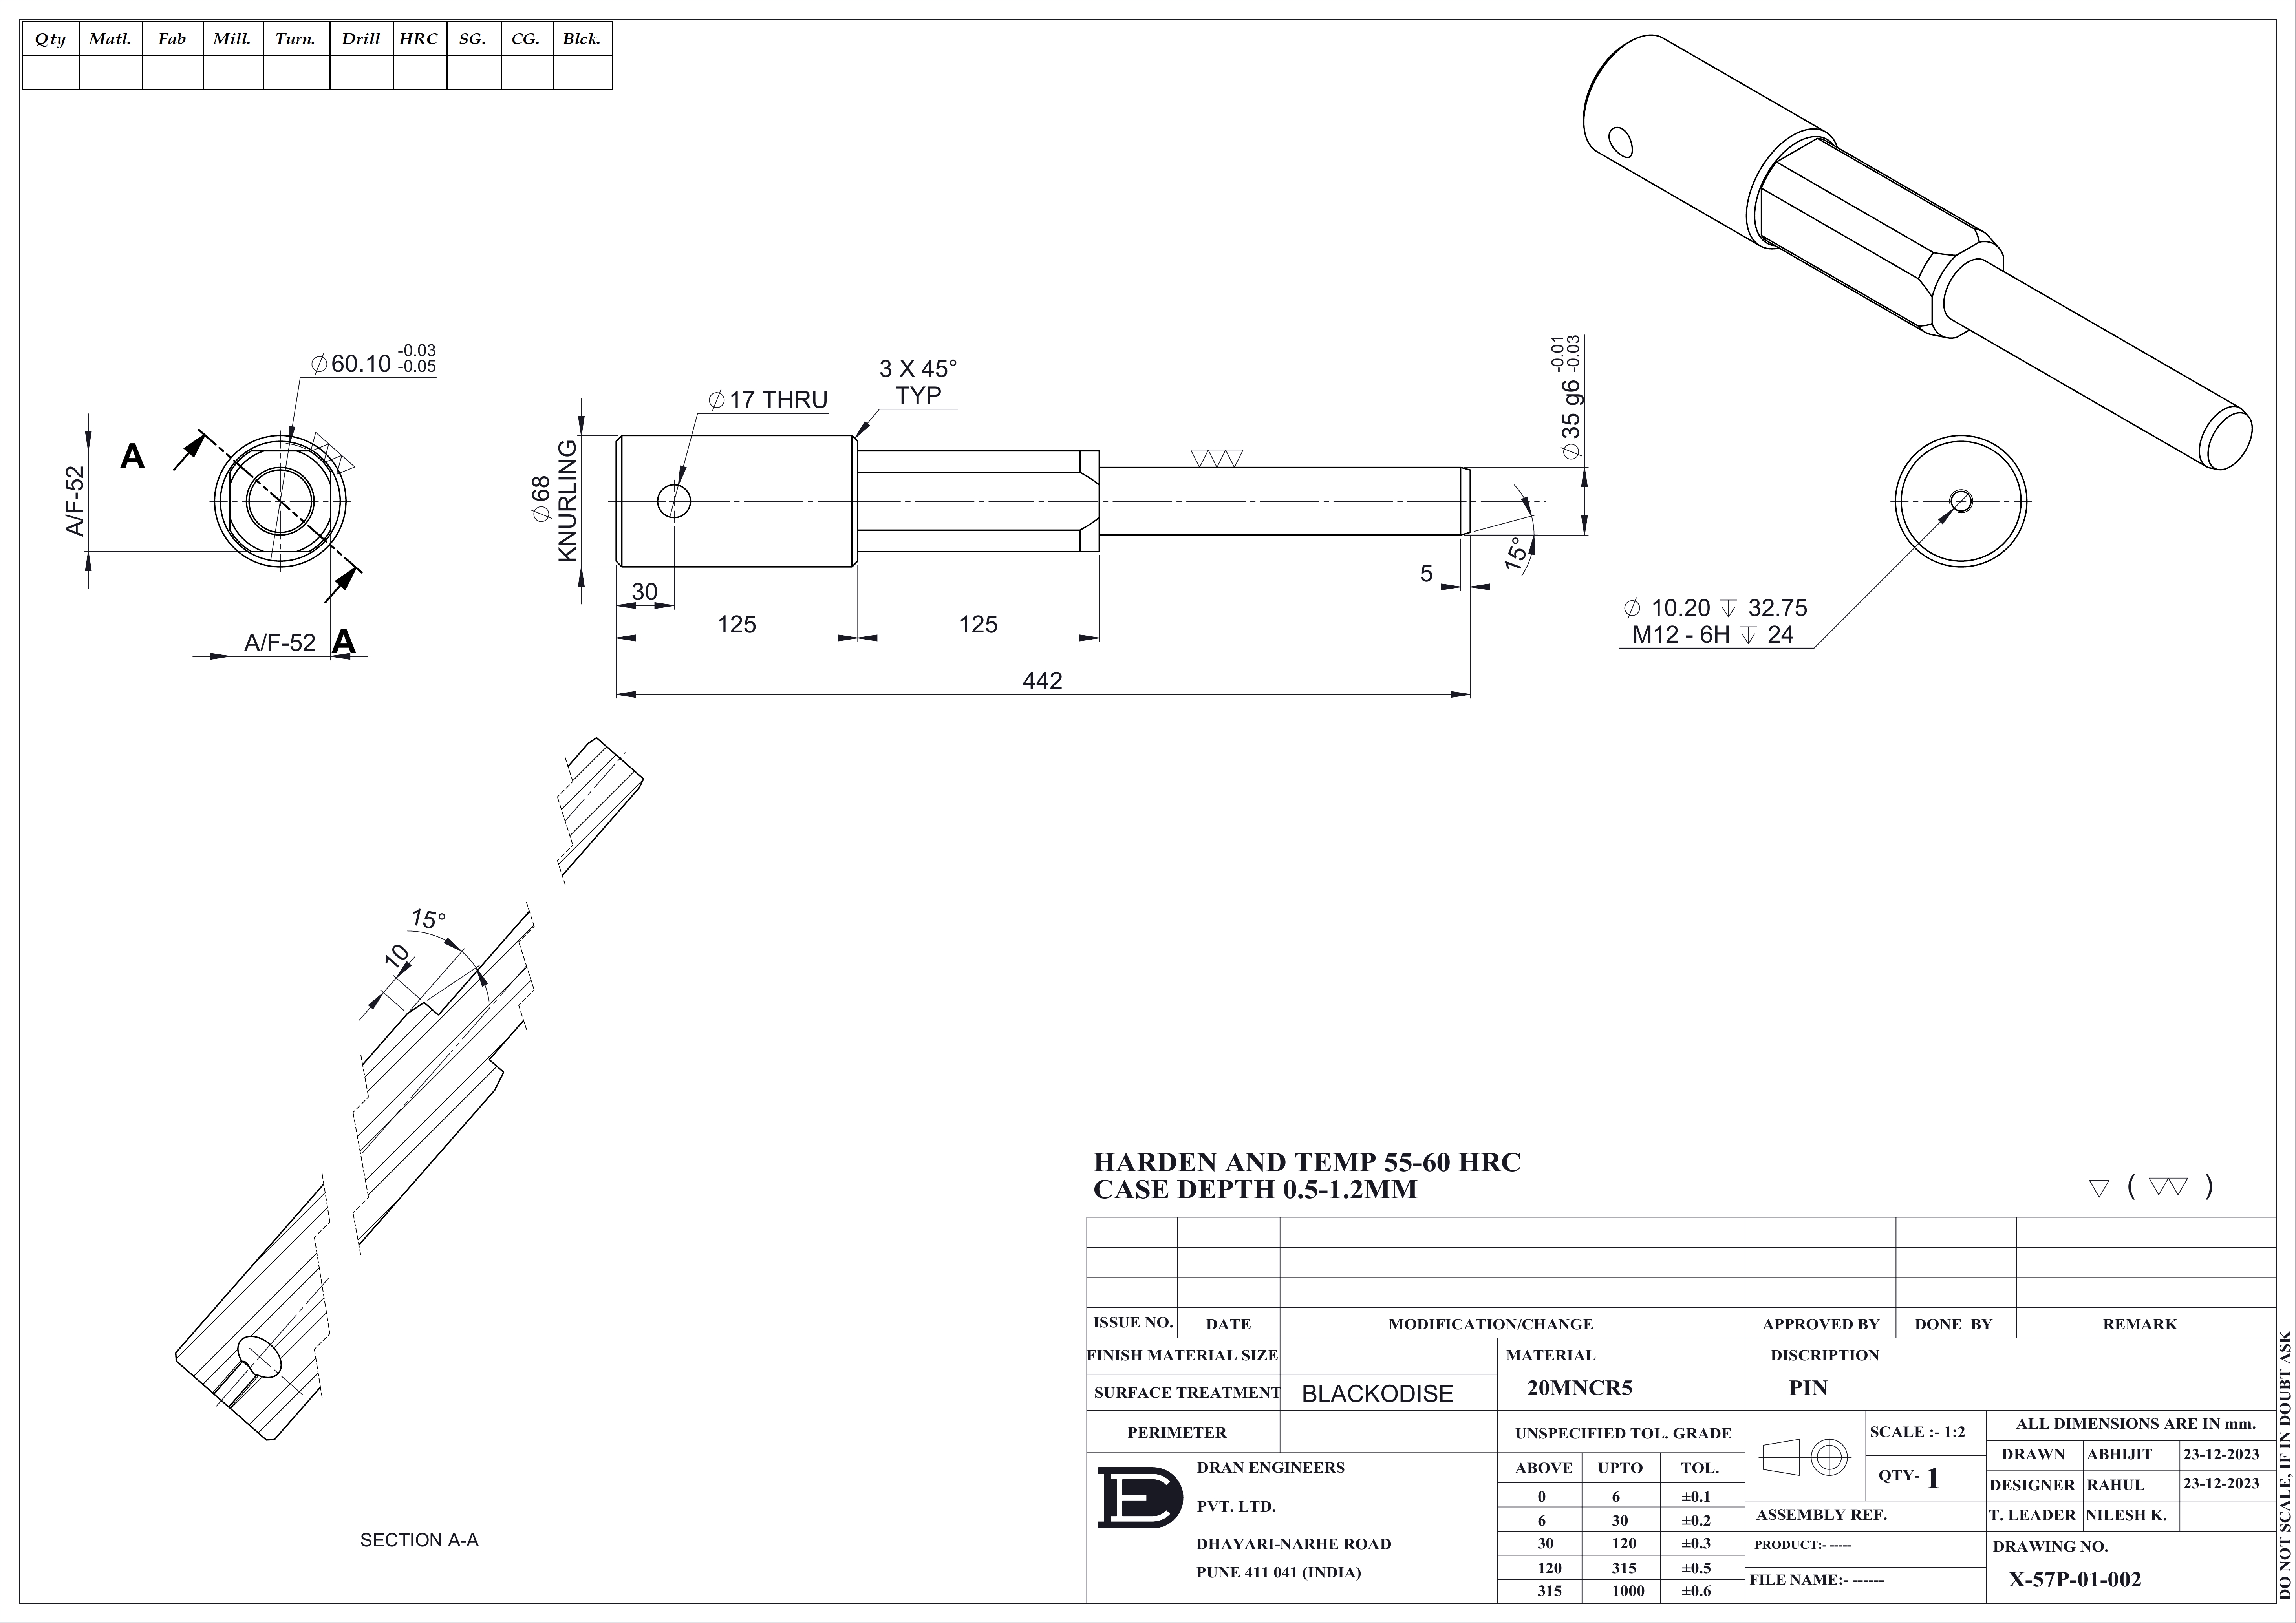 Qty Matl. Fab Mill. Turn. Drill HRC SG. CG. Blck.
⌀60.10 -0.03 -0.05
A
A/F-52
A/F-52
A
⌀17 THRU
3 X 45°
TYP
⌀68
KNURLING
30
125
125
442
5
15°
⌀35 g6 -0.01 -0.03
⌀ 10.20 ↧ 32.75
M12 - 6H ↧ 24
15°
10
SECTION A-A
HARDEN AND TEMP 55-60 HRC
CASE DEPTH 0.5-1.2MM
▽ ( ▽▽ )
ISSUE NO. DATE MODIFICATION/CHANGE APPROVED BY DONE BY REMARK
FINISH MATERIAL SIZE
SURFACE TREATMENT BLACKODISE
PERIMETER
MATERIAL
20MNCR5
DISCRIPTION
PIN
UNSPECIFIED TOL. GRADE
ABOVE UPTO TOL.
0 6 ±0.1
6 30 ±0.2
30 120 ±0.3
120 315 ±0.5
315 1000 ±0.6
DRAN ENGINEERS
PVT. LTD.
DHAYARI-NARHE ROAD
PUNE 411 041 (INDIA)
SCALE :- 1:2
QTY- 1
ALL DIMENSIONS ARE IN mm.
DRAWN ABHIJIT 23-12-2023
DESIGNER RAHUL 23-12-2023
T. LEADER NILESH K.
ASSEMBLY REF.
PRODUCT:- -----
FILE NAME:- ------
DRAWING NO.
X-57P-01-002
DO NOT SCALE, IF IN DOUBT ASK